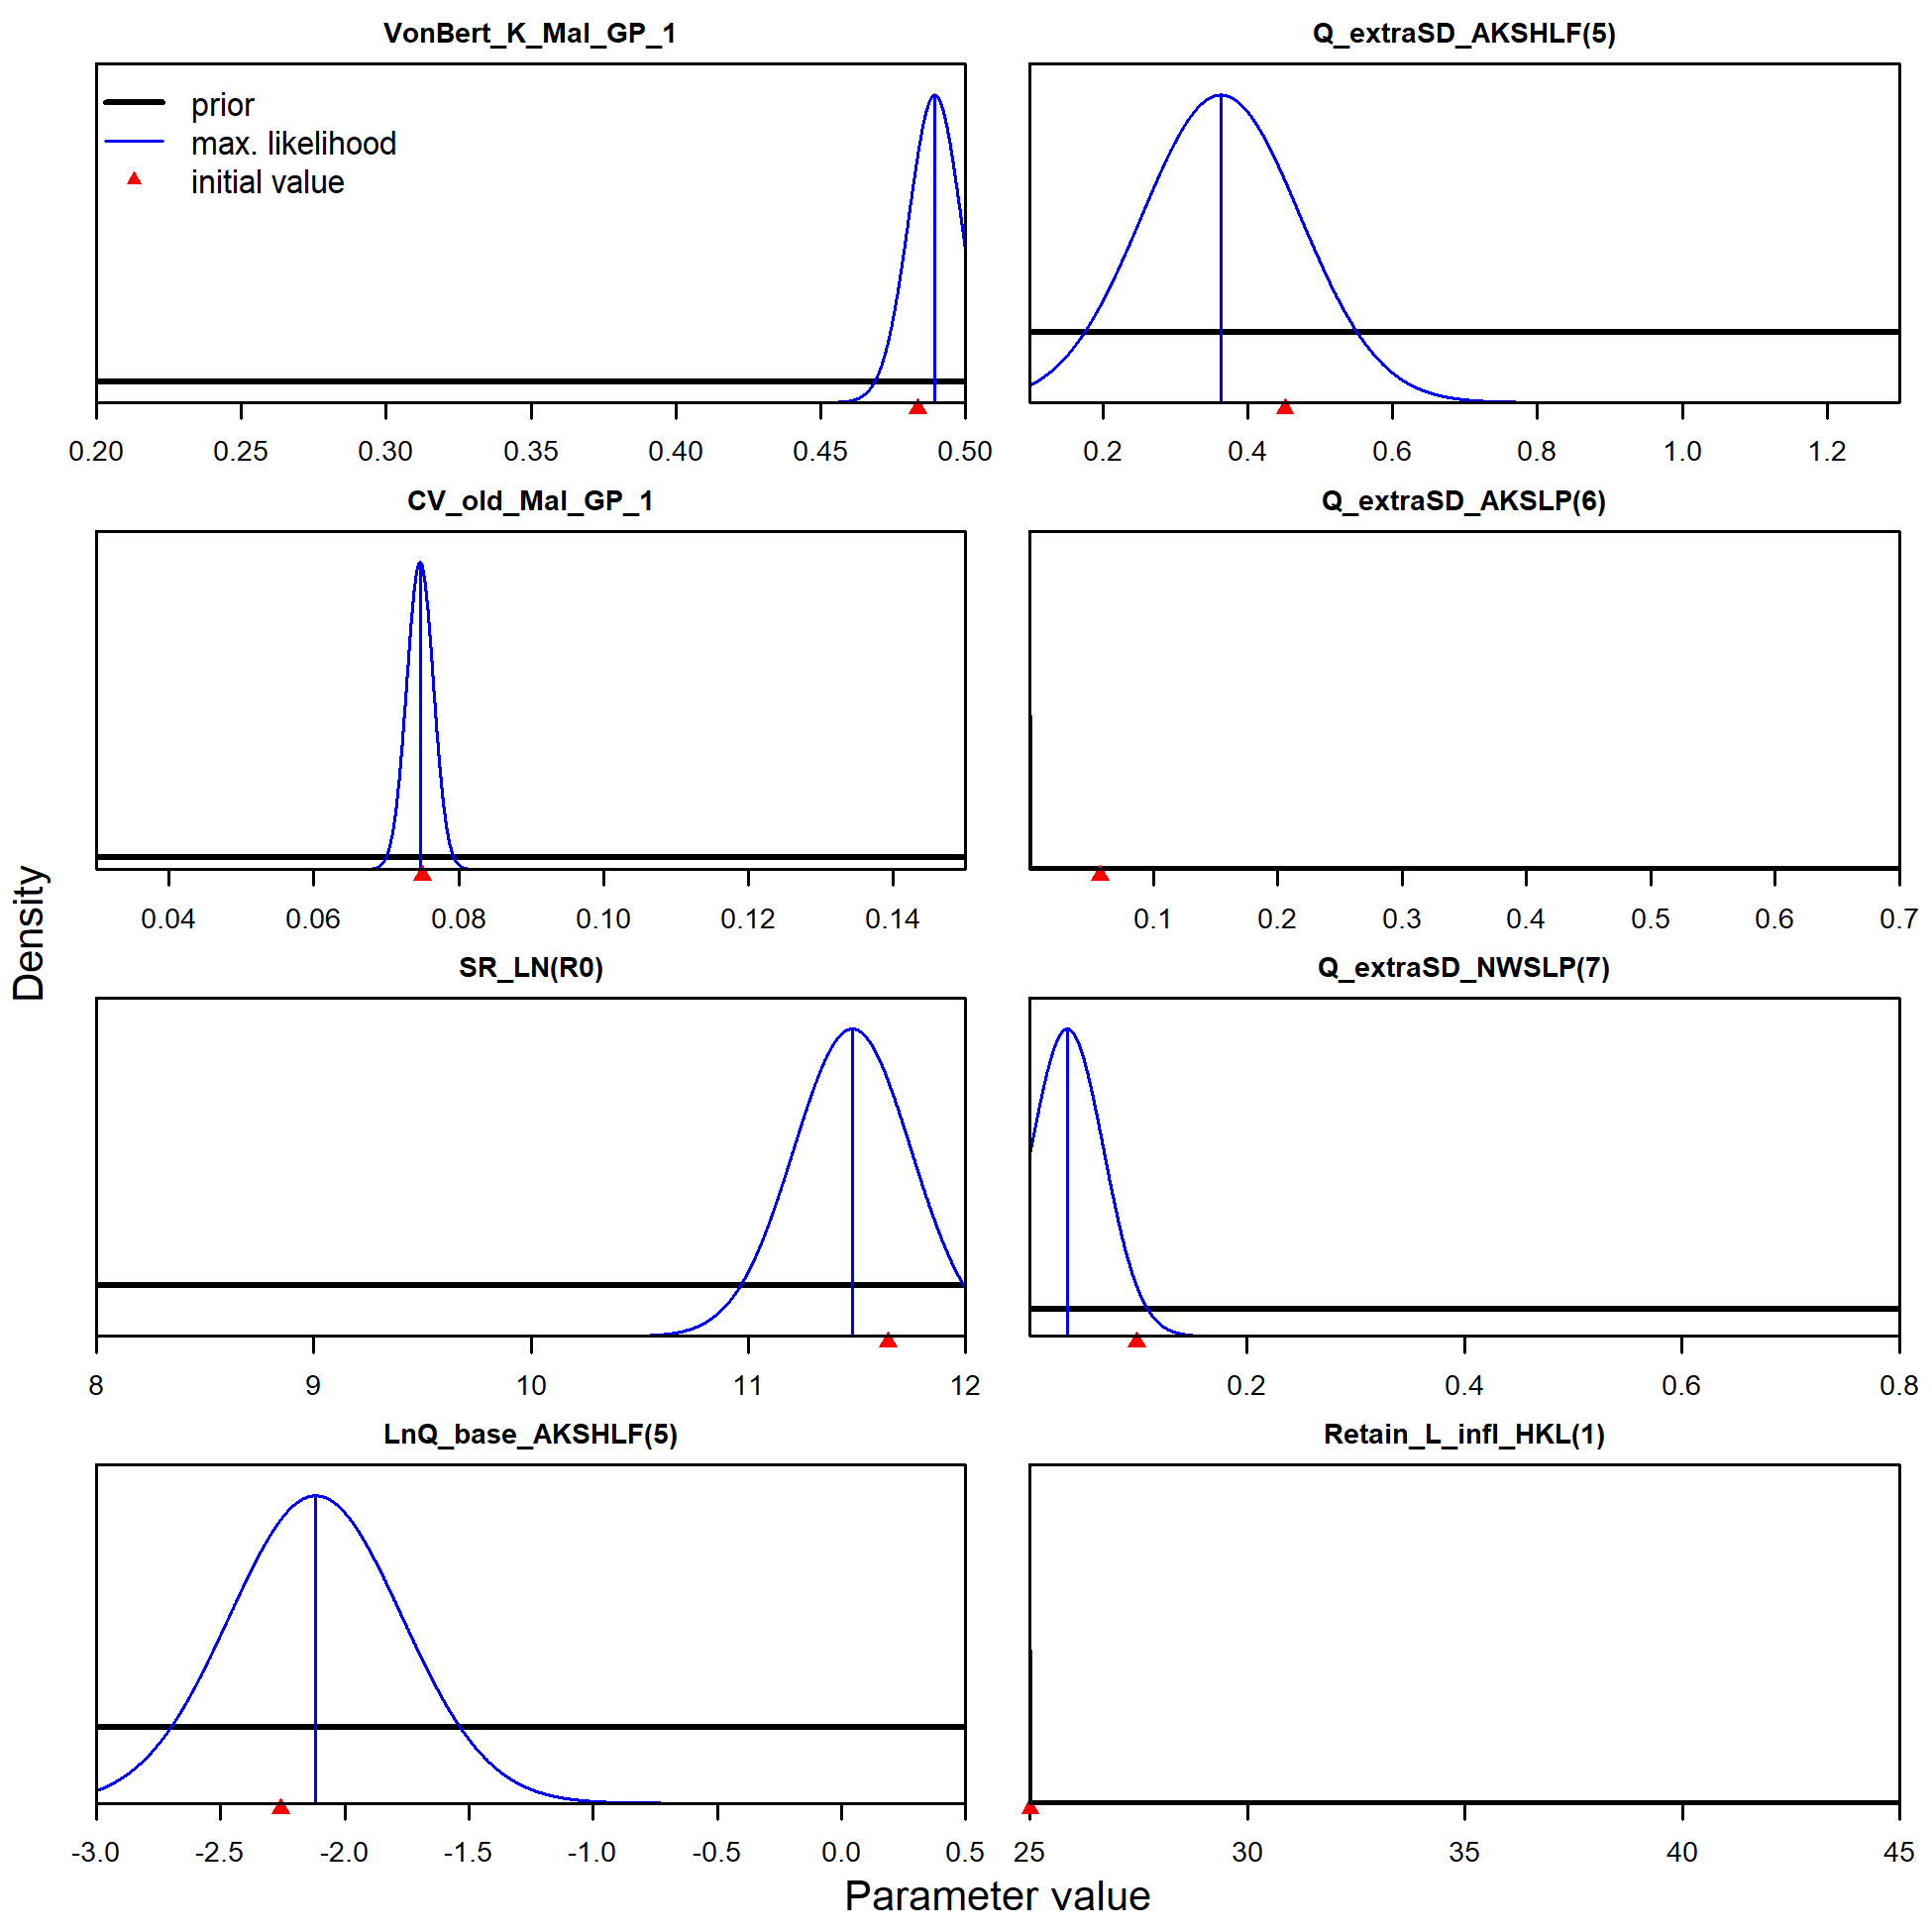 VonBert_K_Mal_GP_1
prior
max. likelihood
initial value
0.20 0.25 0.30 0.35 0.40 0.45 0.50
Q_extraSD_AKSHLF(5)
0.2 0.4 0.6 0.8 1.0 1.2
CV_old_Mal_GP_1
0.04 0.06 0.08 0.10 0.12 0.14
Q_extraSD_AKSLP(6)
0.1 0.2 0.3 0.4 0.5 0.6 0.7
SR_LN(R0)
8 9 10 11 12
Q_extraSD_NWSLP(7)
0.2 0.4 0.6 0.8
LnQ_base_AKSHLF(5)
-3.0 -2.5 -2.0 -1.5 -1.0 -0.5 0.0 0.5
Retain_L_infl_HKL(1)
25 30 35 40 45
Density
Parameter value